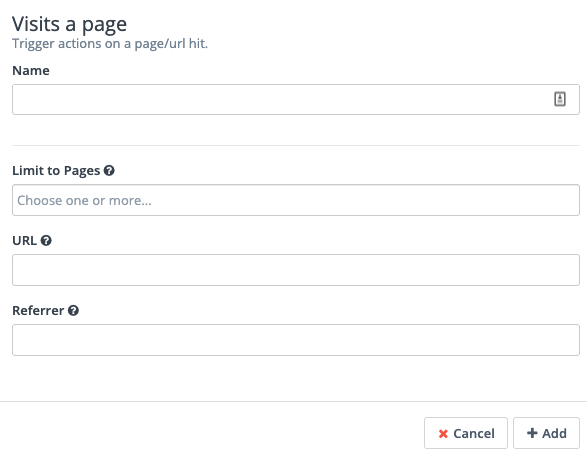 Visits a page
Trigger actions on a page/url hit.
Name
Limit to Pages
Choose one or more...
URL
Referrer
Cancel
Add